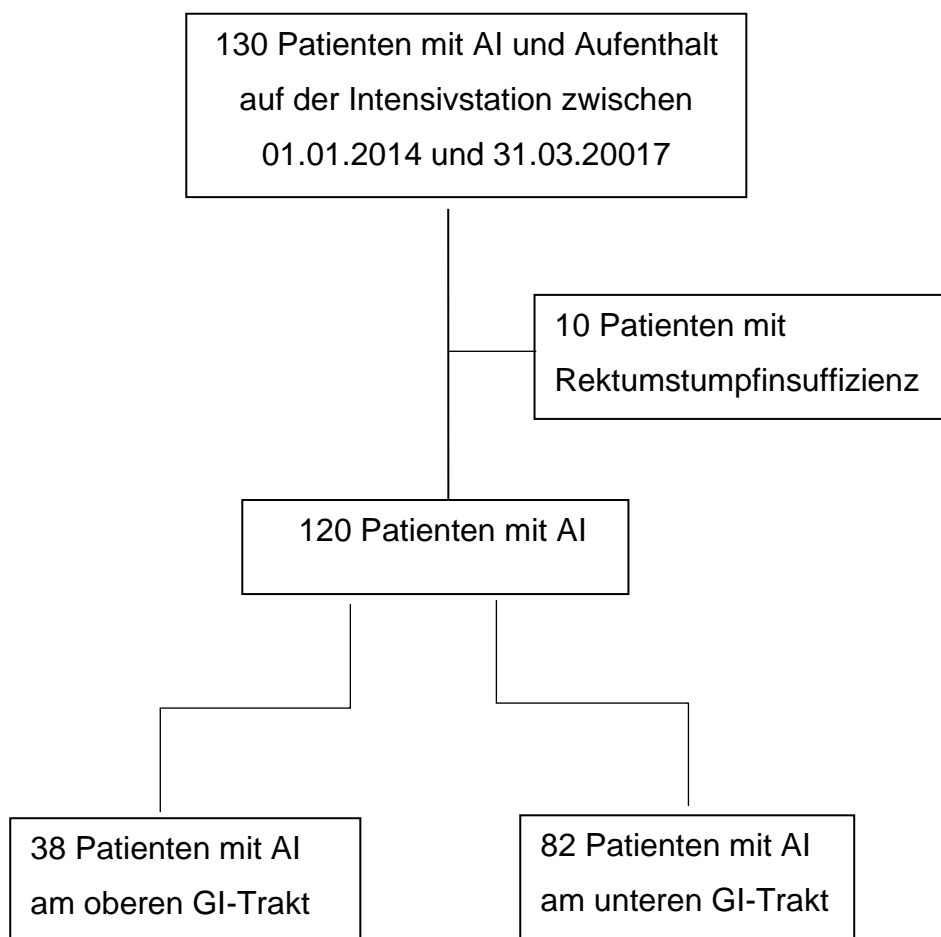 130 Patienten mit AI und Aufenthalt
auf der Intensivstation zwischen
01.01.2014 und 31.03.20017
10 Patienten mit
Rektumstumpfinsuffizienz
120 Patienten mit AI
38 Patienten mit AI
am oberen GI-Trakt
82 Patienten mit AI
am unteren GI-Trakt